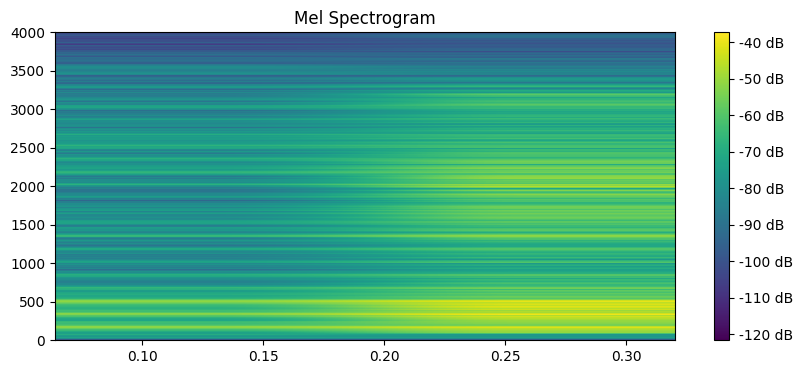 Mel Spectrogram
4000
3500
3000
2500
2000
1500
1000
500
0
0.10 0.15 0.20 0.25 0.30
-40 dB
-50 dB
-60 dB
-70 dB
-80 dB
-90 dB
-100 dB
-110 dB
-120 dB